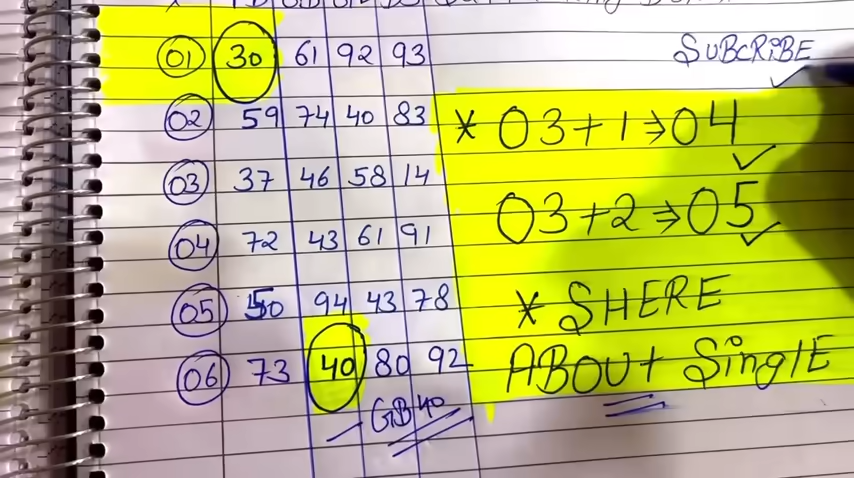 01 30 61 92 93
SUBCRIBE
02 59 74 40 83
03 37 46 58 14
04 72 43 61 91
05 50 94 43 78
06 73 40 80 92
GB 40
* 03+1⇒04
03+2⇒05
* SHERE
ABOUt SinglE